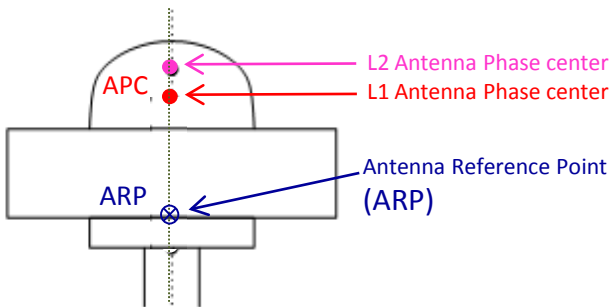 L2 Antenna Phase center
APC
L1 Antenna Phase center
ARP
Antenna Reference Point
(ARP)